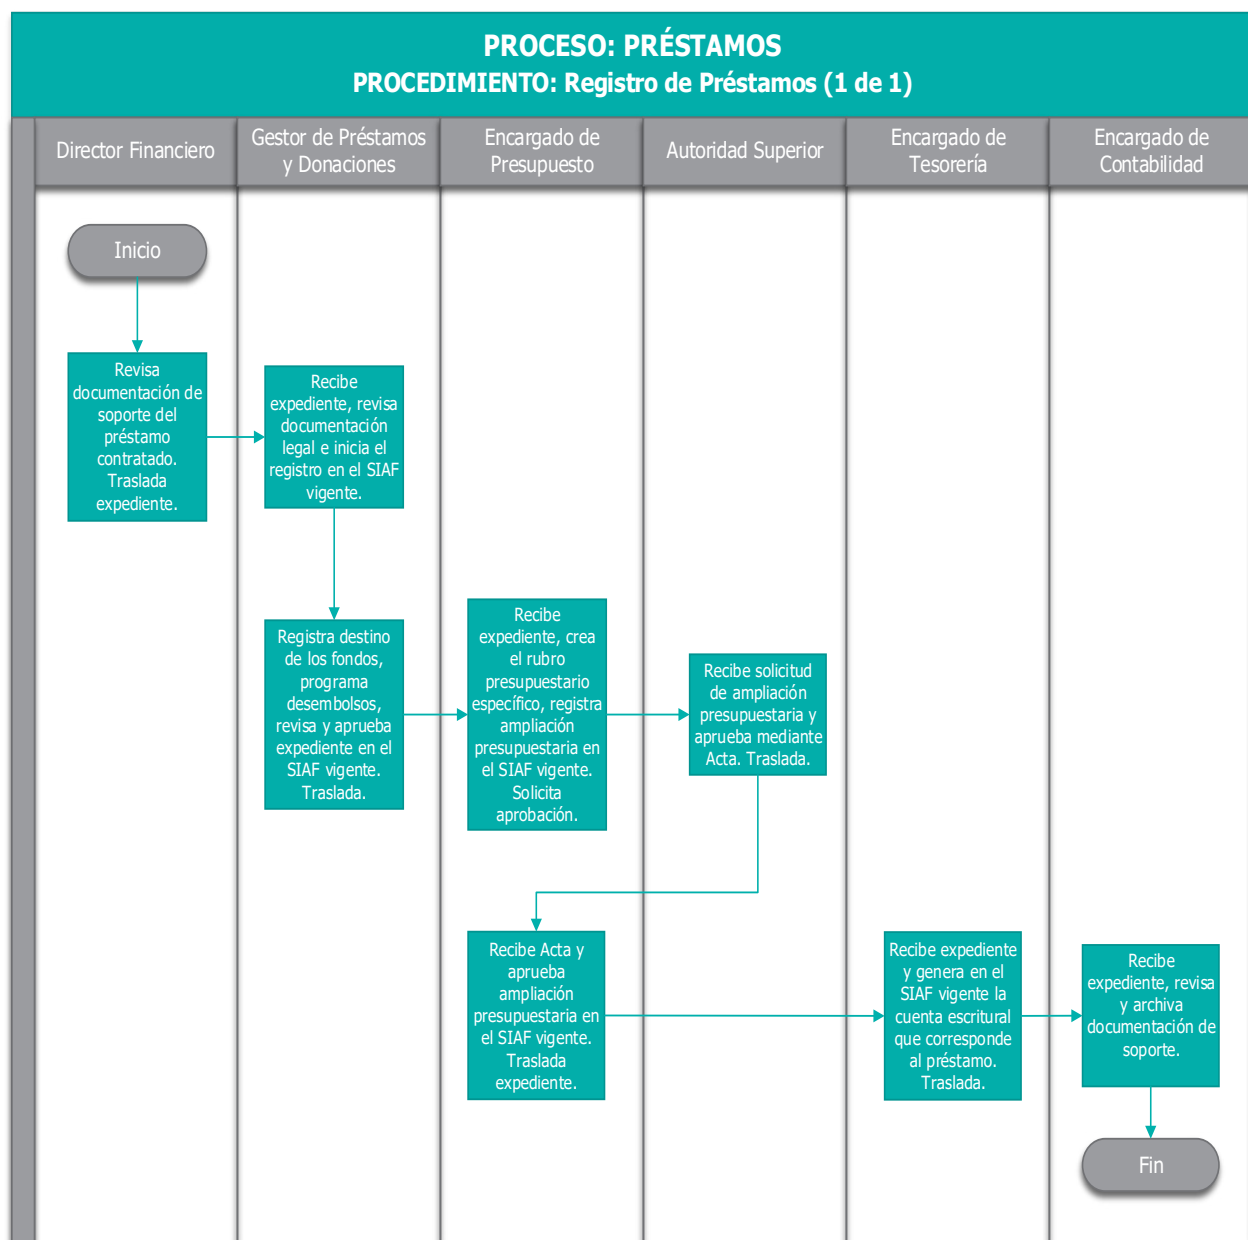 PROCESO: PRÉSTAMOS
PROCEDIMIENTO: Registro de Préstamos (1 de 1)
Director Financiero
Gestor de Préstamos
y Donaciones
Encargado de
Presupuesto
Autoridad Superior
Encargado de
Tesorería
Encargado de
Contabilidad
Inicio
Revisa
documentación de
soporte del
préstamo
contratado.
Traslada
expediente.
Recibe
expediente, revisa
documentación
legal e inicia el
registro en el SIAF
vigente.
Registra destino
de los fondos,
programa
desembolsos,
revisa y aprueba
expediente en el
SIAF vigente.
Traslada.
Recibe
expediente, crea
el rubro
presupuestario
específico, registra
ampliación
presupuestaria en
el SIAF vigente.
Solicita
aprobación.
Recibe solicitud
de ampliación
presupuestaria y
aprueba mediante
Acta. Traslada.
Recibe Acta y
aprueba
ampliación
presupuestaria en
el SIAF vigente.
Traslada
expediente.
Recibe expediente
y genera en el
SIAF vigente la
cuenta escritural
que corresponde
al préstamo.
Traslada.
Recibe
expediente, revisa
y archiva
documentación de
soporte.
Fin